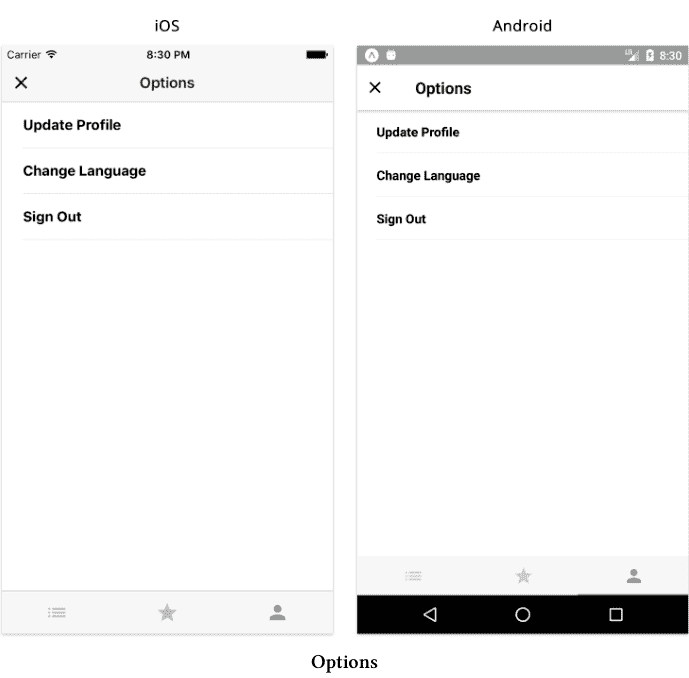 iOS
Carrier 8:30 PM
Options
Update Profile
Change Language
Sign Out
Android
8:30
Options
Update Profile
Change Language
Sign Out
Options